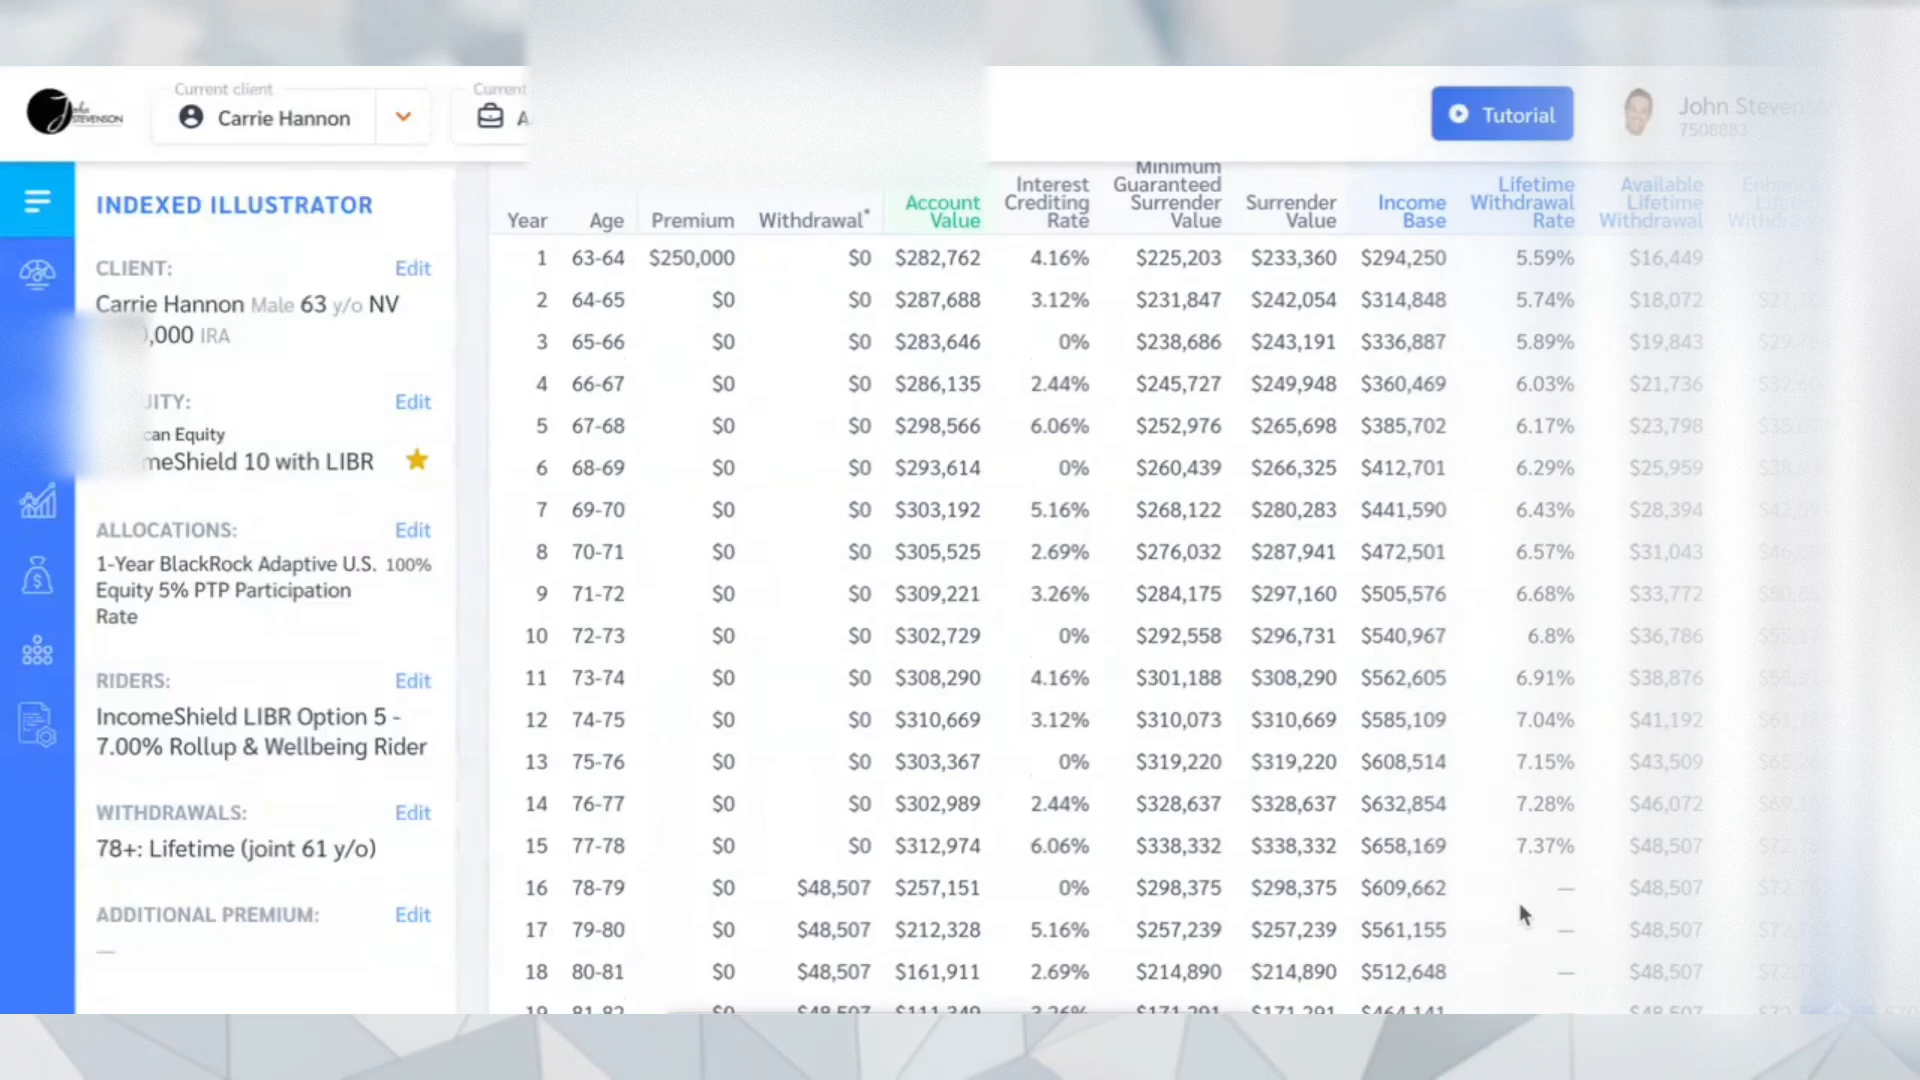 Current client
Carrie Hannon
Current
Tutorial
John
STEVENSON
7508883
INDEXED ILLUSTRATOR
CLIENT: Edit
Carrie Hannon Male 63 y/o NV
,000 IRA
Edit
can Equity
meShield 10 with LIBR
ALLOCATIONS: Edit
1-Year BlackRock Adaptive U.S. 100%
Equity 5% PTP Participation
Rate
RIDERS: Edit
IncomeShield LIBR Option 5 -
7.00% Rollup & Wellbeing Rider
WITHDRAWALS: Edit
78+: Lifetime (joint 61 y/o)
ADDITIONAL PREMIUM: Edit
—
Year Age Premium Withdrawal* Account Value Interest Crediting Rate Minimum Guaranteed Surrender Value Surrender Value Income Base Lifetime Withdrawal Rate Available Lifetime Withdrawal
1 63-64 $250,000 $0 $282,762 4.16% $225,203 $233,360 $294,250 5.59% $16,449
2 64-65 $0 $0 $287,688 3.12% $231,847 $242,054 $314,848 5.74% $18,072
3 65-66 $0 $0 $283,646 0% $238,686 $243,191 $336,887 5.89% $19,843
4 66-67 $0 $0 $286,135 2.44% $245,727 $249,948 $360,469 6.03% $21,736
5 67-68 $0 $0 $298,566 6.06% $252,976 $265,698 $385,702 6.17% $23,798
6 68-69 $0 $0 $293,614 0% $260,439 $266,325 $412,701 6.29% $25,959
7 69-70 $0 $0 $303,192 5.16% $268,122 $280,283 $441,590 6.43% $28,394
8 70-71 $0 $0 $305,525 2.69% $276,032 $287,941 $472,501 6.57% $31,043
9 71-72 $0 $0 $309,221 3.26% $284,175 $297,160 $505,576 6.68% $33,772
10 72-73 $0 $0 $302,729 0% $292,558 $296,731 $540,967 6.8% $36,786
11 73-74 $0 $0 $308,290 4.16% $301,188 $308,290 $562,605 6.91% $38,876
12 74-75 $0 $0 $310,669 3.12% $310,073 $310,669 $585,109 7.04% $41,192
13 75-76 $0 $0 $303,367 0% $319,220 $319,220 $608,514 7.15% $43,509
14 76-77 $0 $0 $302,989 2.44% $328,637 $328,637 $632,854 7.28% $46,072
15 77-78 $0 $0 $312,974 6.06% $338,332 $338,332 $658,169 7.37% $48,507
16 78-79 $0 $48,507 $257,151 0% $298,375 $298,375 $609,662 — $48,507
17 79-80 $0 $48,507 $212,328 5.16% $257,239 $257,239 $561,155 — $48,507
18 80-81 $0 $48,507 $161,911 2.69% $214,890 $214,890 $512,648 — $48,507